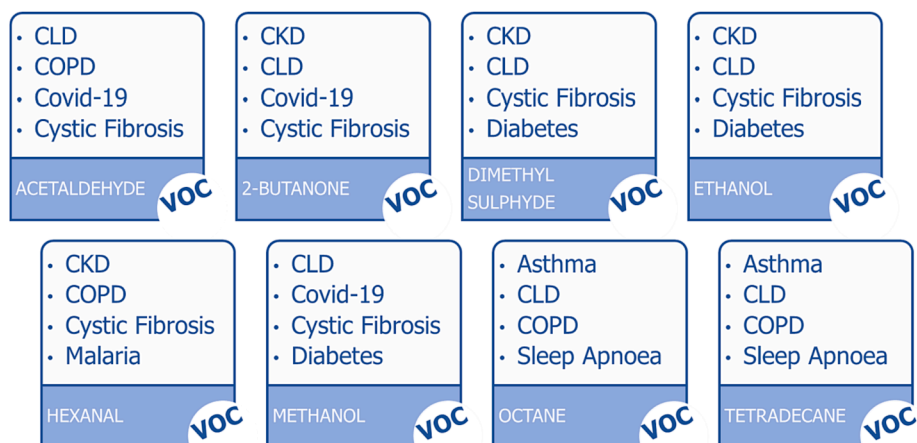 CLD
COPD
Covid-19
Cystic Fibrosis
ACETALDEHYDE
VOC
CKD
CLD
Covid-19
Cystic Fibrosis
2-BUTANONE
VOC
CKD
CLD
Cystic Fibrosis
Diabetes
DIMETHYL
SULPHYDE
VOC
CKD
CLD
Cystic Fibrosis
Diabetes
ETHANOL
VOC
CKD
COPD
Cystic Fibrosis
Malaria
HEXANAL
VOC
CLD
Covid-19
Cystic Fibrosis
Diabetes
METHANOL
VOC
Asthma
CLD
COPD
Sleep Apnoea
OCTANE
VOC
Asthma
CLD
COPD
Sleep Apnoea
TETRADECANE
VOC